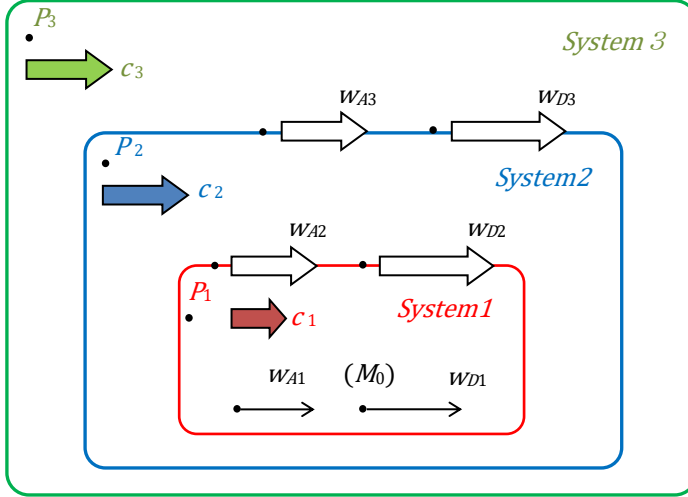 P3
System 3
c3
wA3
wD3
P2
System2
c2
wA2
wD2
P1
System1
c1
wA1
(M0)
wD1